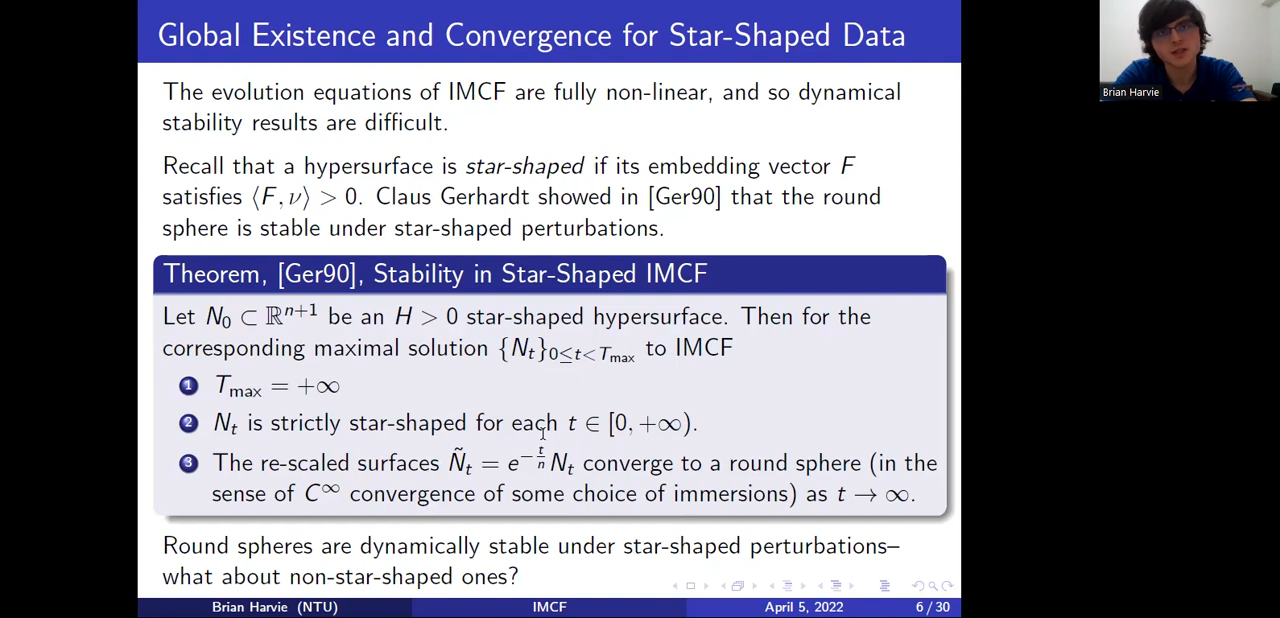 Global Existence and Convergence for Star-Shaped Data
The evolution equations of IMCF are fully non-linear, and so dynamical
stability results are difficult.
Recall that a hypersurface is star-shaped if its embedding vector F
satisfies ⟨F, ν⟩ > 0. Claus Gerhardt showed in [Ger90] that the round
sphere is stable under star-shaped perturbations.
Theorem, [Ger90], Stability in Star-Shaped IMCF
Let N₀ ⊂ ℝⁿ⁺¹ be an H > 0 star-shaped hypersurface. Then for the
corresponding maximal solution {N_t}_{0≤t<T_max} to IMCF
1 T_max = +∞
2 N_t is strictly star-shaped for each t ∈ [0, +∞).
3 The re-scaled surfaces Ñ_t = e^{-t/n} N_t converge to a round sphere (in the
sense of C^∞ convergence of some choice of immersions) as t → ∞.
Round spheres are dynamically stable under star-shaped perturbations–
what about non-star-shaped ones?
Brian Harvie (NTU) IMCF April 5, 2022 6 / 30
Brian Harvie